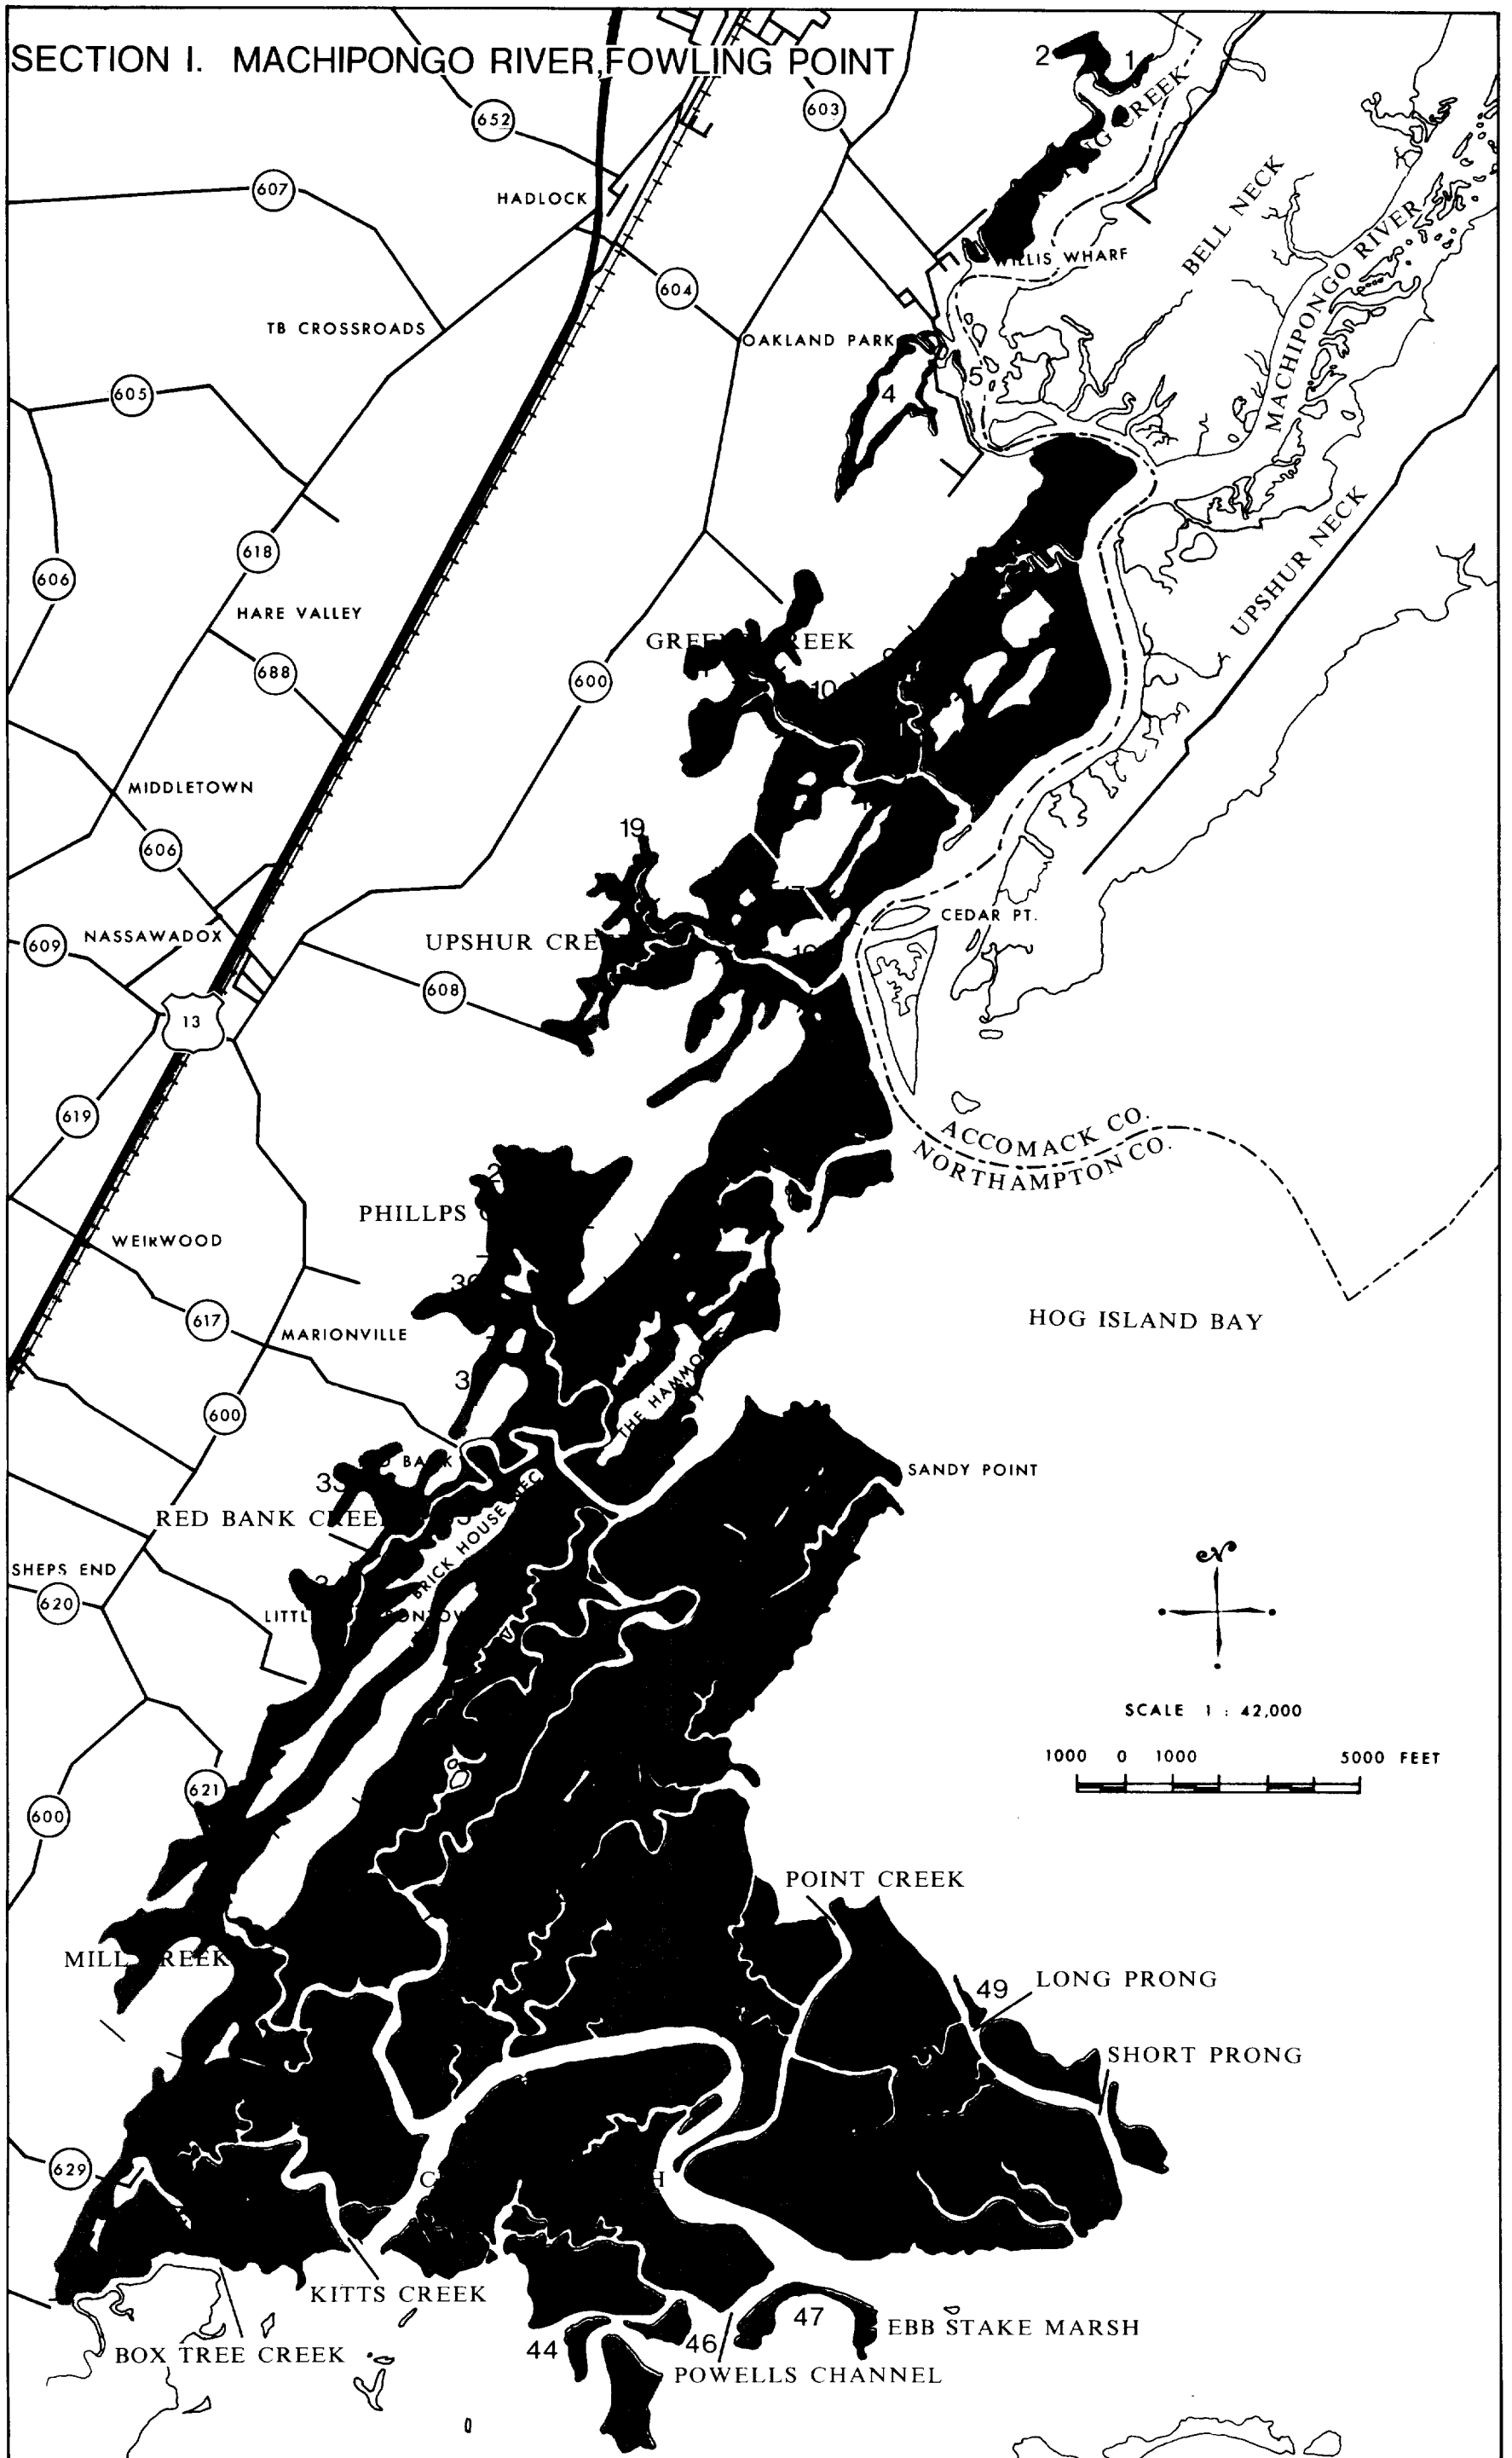 SECTION I. MACHIPONGO RIVER, FOWLING POINT
2
1
652
603
CREEK
607
HADLOCK
BELL NECK
MACHIPONGO RIVER
WILLIS WHARF
604
TB CROSSROADS
OAKLAND PARK
5
4
605
618
606
UPSHUR NECK
HARE VALLEY
688
600
10
MIDDLETOWN
606
19
CEDAR PT.
609
NASSAWADOX
UPSHUR
608
13
619
ACCOMACK CO.
NORTHAMPTON CO.
PHILLPS
WEIRWOOD
HOG ISLAND BAY
617
MARIONVILLE
THE
600
SANDY POINT
RED BANK
BRICK HOUSE
SHEPS END
620
SCALE 1 : 42,000
1000 0 1000 5000 FEET
621
600
POINT CREEK
MILL
49
LONG PRONG
SHORT PRONG
629
KITTS CREEK
47
EBB STAKE MARSH
44
46
BOX TREE CREEK
POWELLS CHANNEL